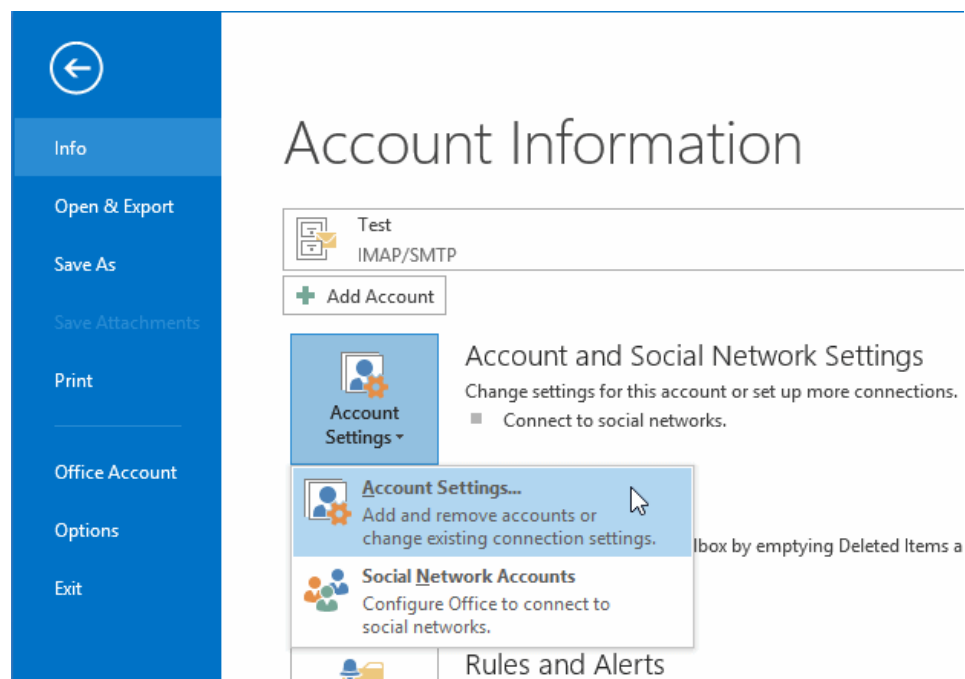 Info
Open & Export
Save As
Save Attachments
Print
Office Account
Options
Exit
Account Information
Test
IMAP/SMTP
Add Account
Account
Settings
Account and Social Network Settings
Change settings for this account or set up more connections.
Connect to social networks.
Account Settings...
Add and remove accounts or
change existing connection settings.
Social Network Accounts
Configure Office to connect to
social networks.
lbox by emptying Deleted Items a
Rules and Alerts